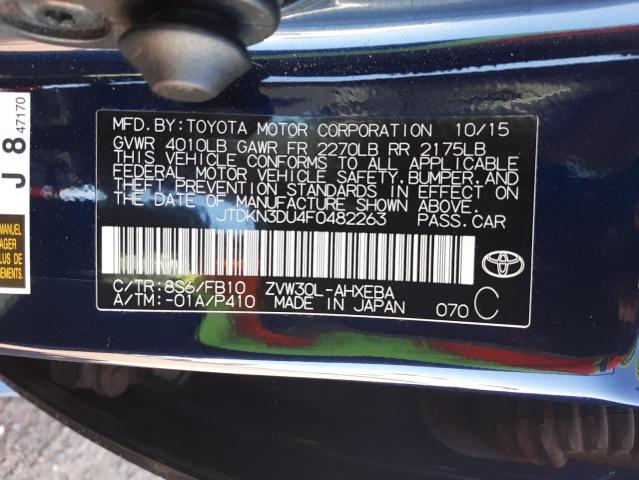 MFD.BY:TOYOTA MOTOR CORPORATION 10/15
GVWR 4010LB GAWR FR 2270LB RR 2175LB
THIS VEHICLE CONFORMS TO ALL APPLICABLE
FEDERAL MOTOR VEHICLE SAFETY,BUMPER,AND
THEFT PREVENTION STANDARDS IN EFFECT ON
THE DATE OF MANUFACTURE SHOWN ABOVE.
JTDKN3DU4F0482263 PASS.CAR
C/TR:8S6/FB10 ZVW30L-AHXEBA
A/TM:-01A/P410 MADE IN JAPAN 070 C
J 8 47170
MANUEL
AGER
PLUS DE
NEMENTS.